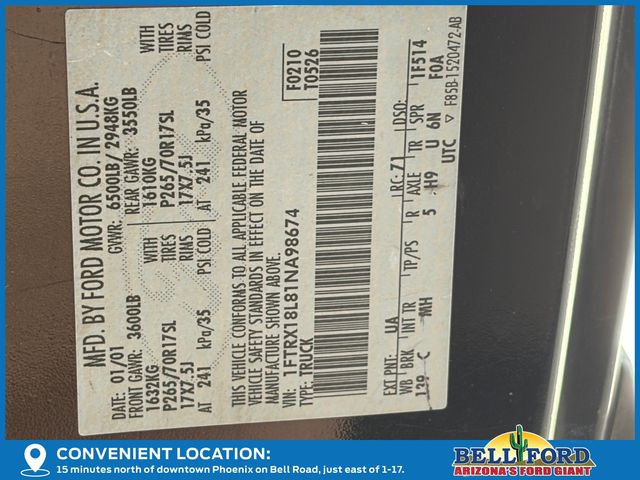 MFD. BY FORD MOTOR CO. IN U.S.A.
DATE: 01/01 GVWR: 6500LB/ 2948KG
FRONT GAWR: 3600LB REAR GAWR: 3550LB
1632KG 1610KG WITH
P265/70R17SL P265/70R17SL TIRES
17X7.5J 17X7.5J RIMS
AT 241 kPa/35 PSI COLD AT 241 kPa/35 PSI COLD
THIS VEHICLE CONFORMS TO ALL APPLICABLE FEDERAL MOTOR
VEHICLE SAFETY STANDARDS IN EFFECT ON THE DATE OF
MANUFACTURE SHOWN ABOVE.
VIN: 1FTRX18L81NA98674 F0210
TYPE: TRUCK T0526
EXT PNT: UA RC: 71 DSO:
WB BRK INT TR TP/PS R AXLE TR SPR 1F514
139 C MH 5 H9 U 6N F0A
UTC ▽ F85B-1520472-AB
CONVENIENT LOCATION:
15 minutes north of downtown Phoenix on Bell Road, just east of 1-17.
BELL FORD
ARIZONA'S FORD GIANT